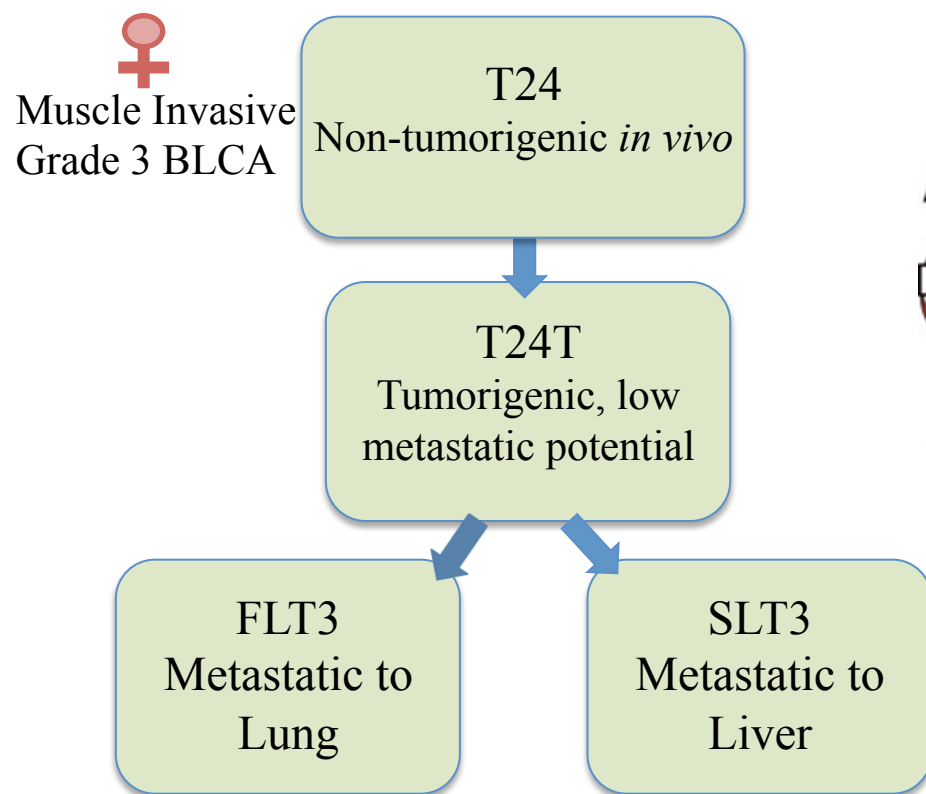 Muscle Invasive
Grade 3 BLCA
T24
Non-tumorigenic in vivo
T24T
Tumorigenic, low
metastatic potential
FLT3
Metastatic to
Lung
SLT3
Metastatic to
Liver